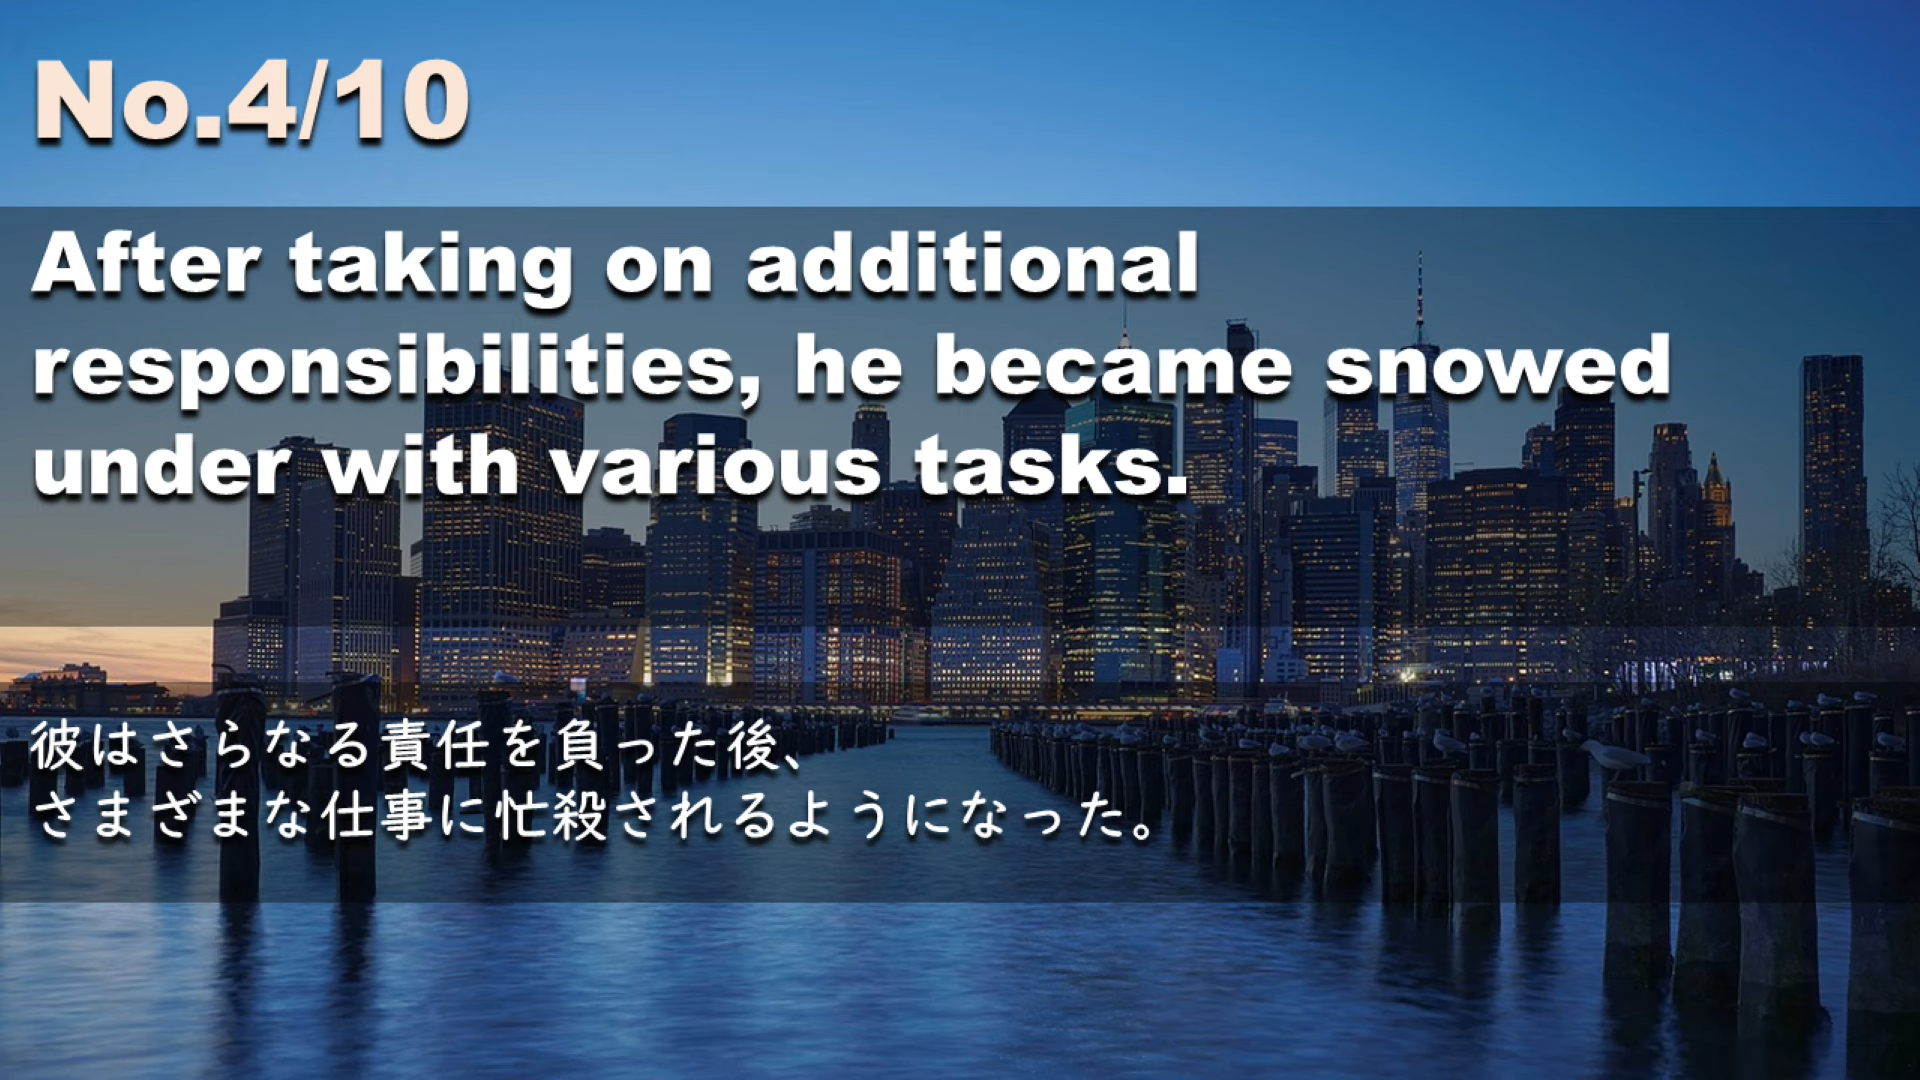 No.4/10
After taking on additional
responsibilities, he became snowed
under with various tasks.
彼はさらなる責任を負った後、
さまざまな仕事に忙殺されるようになった。